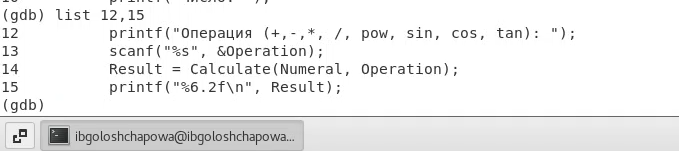 (gdb) list 12,15
12 printf("Операция (+,-,*, /, pow, sin, cos, tan): ");
13 scanf("%s", &Operation);
14 Result = Calculate(Numeral, Operation);
15 printf("%6.2f\n", Result);
(gdb)
ibgoloshchapowa@ibgoloshchapowa...